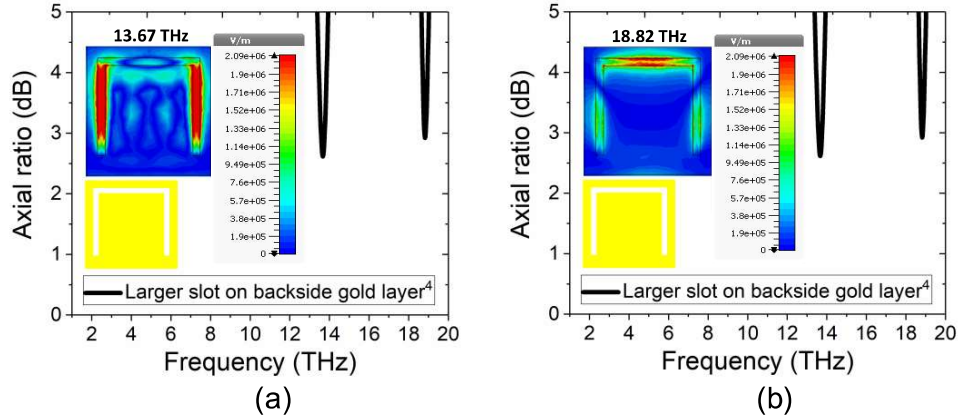 13.67 THz
V/m
2.09e+06
1.9e+06
1.71e+06
1.52e+06
1.33e+06
1.14e+06
9.49e+05
7.6e+05
5.7e+05
3.8e+05
1.9e+05
0
Axial ratio (dB)
5
4
3
2
1
0
Larger slot on backside gold layer⁴
2 4 6 8 10 12 14 16 18 20
Frequency (THz)
(a)
18.82 THz
V/m
2.09e+06
1.9e+06
1.71e+06
1.52e+06
1.33e+06
1.14e+06
9.49e+05
7.6e+05
5.7e+05
3.8e+05
1.9e+05
0
Axial ratio (dB)
5
4
3
2
1
0
Larger slot on backside gold layer⁴
2 4 6 8 10 12 14 16 18 20
Frequency (THz)
(b)